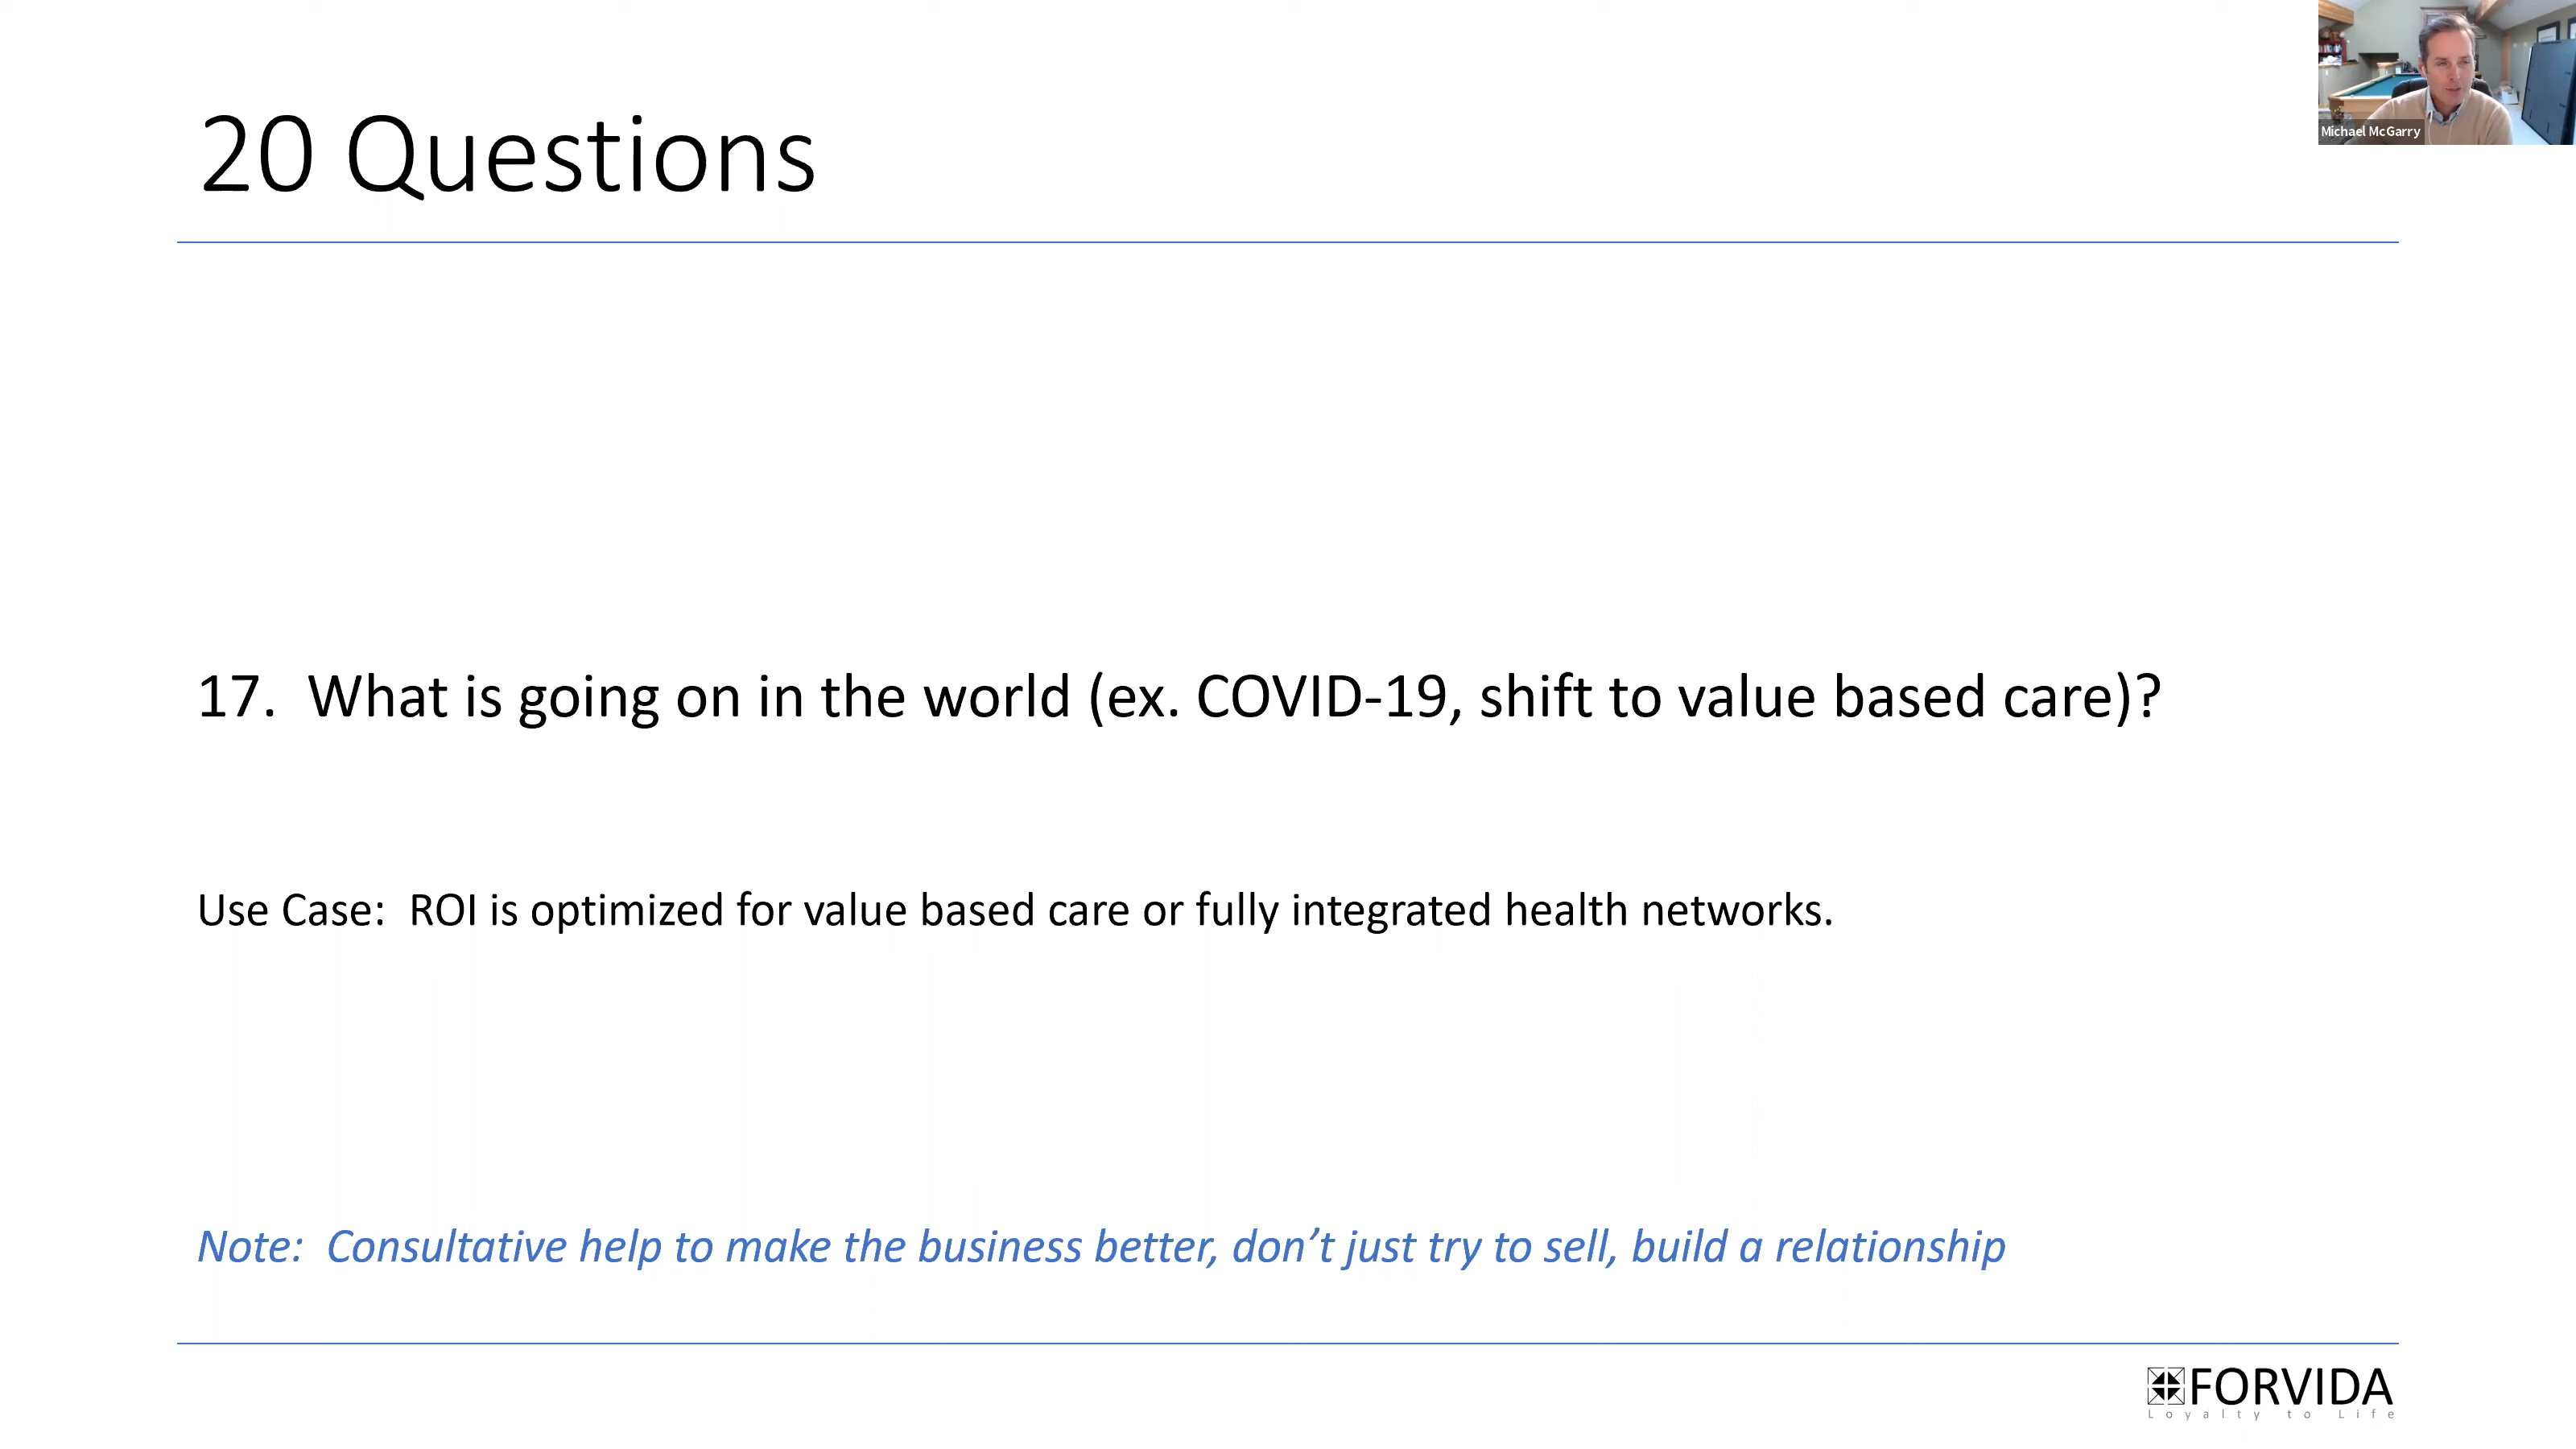 Michael McGarry
20 Questions
17. What is going on in the world (ex. COVID-19, shift to value based care)?
Use Case: ROI is optimized for value based care or fully integrated health networks.
Note: Consultative help to make the business better, don’t just try to sell, build a relationship
FORVIDA
Loyalty to Life